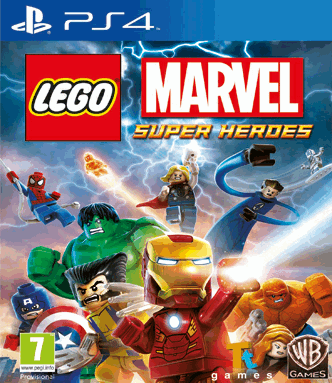 PS4
LEGO
MARVEL
SUPER HEROES
7
www.pegi.info
Provisional
Tt
games
WB
GAMES